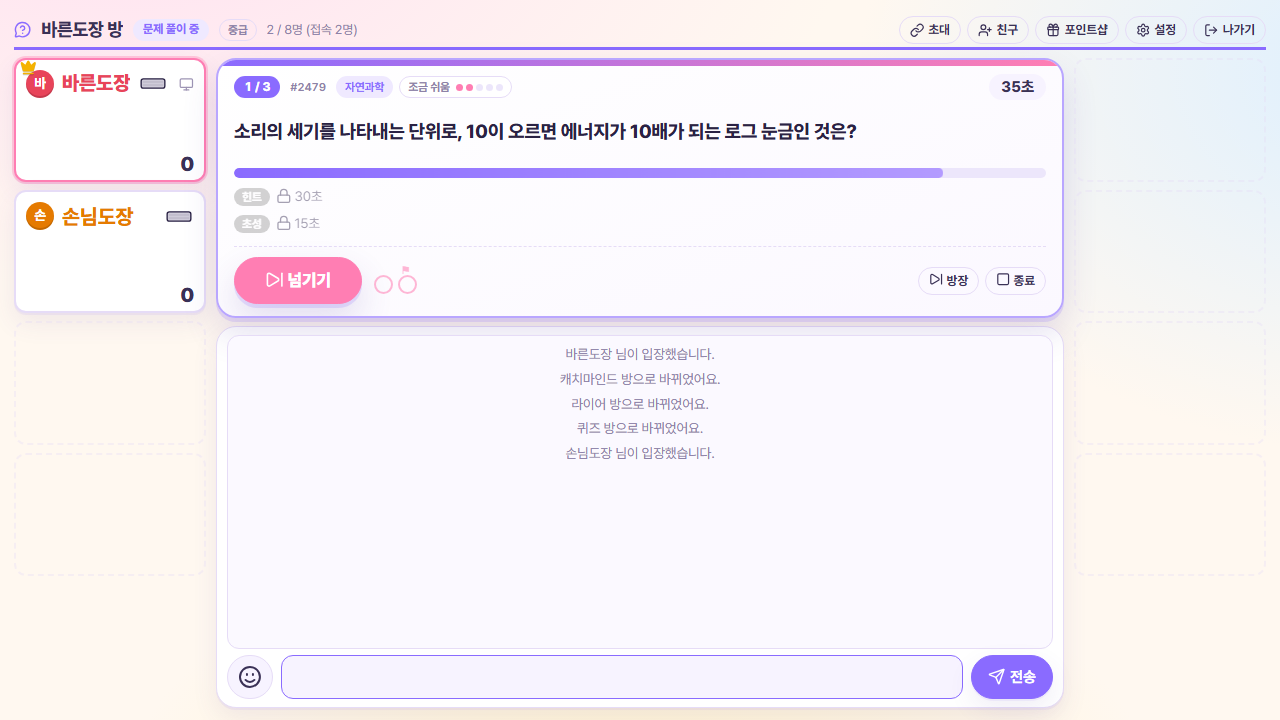 바른도장 방 문제 풀이 중 중급 2 / 8명 (접속 2명) 초대 친구 포인트샵 설정 나가기
바 바른도장
0
손 손님도장
0
1 / 3 #2479 자연과학 조금 쉬움 35초
소리의 세기를 나타내는 단위로, 10이 오르면 에너지가 10배가 되는 로그 눈금인 것은?
힌트 30초
초성 15초
넘기기 방장 종료
바른도장 님이 입장했습니다.
캐치마인드 방으로 바뀌었어요.
라이어 방으로 바뀌었어요.
퀴즈 방으로 바뀌었어요.
손님도장 님이 입장했습니다.
전송